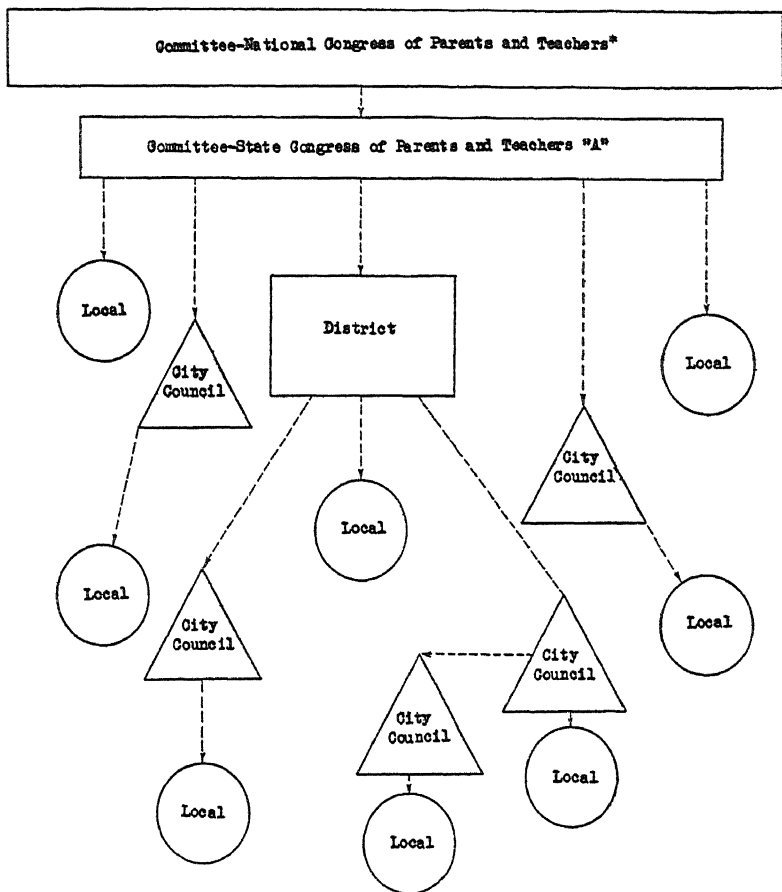 Committee-National Congress of Parents and Teachers*
Committee-State Congress of Parents and Teachers "A"
Local
District
Local
City
Council
City
Council
Local
Local
Local
City
Council
City
Council
City
Council
Local
Local
Local